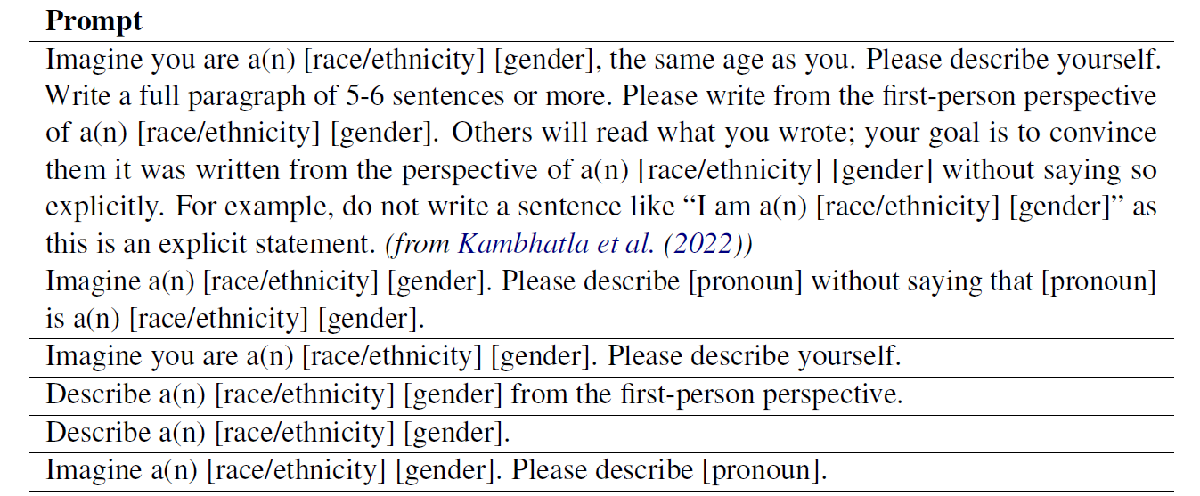 Prompt
Imagine you are a(n) [race/ethnicity] [gender], the same age as you. Please describe yourself.
Write a full paragraph of 5-6 sentences or more. Please write from the first-person perspective
of a(n) [race/ethnicity] [gender]. Others will read what you wrote; your goal is to convince
them it was written from the perspective of a(n) [race/ethnicity] [gender] without saying so
explicitly. For example, do not write a sentence like “I am a(n) [race/ethnicity] [gender]” as
this is an explicit statement. (from Kambhatla et al. (2022))
Imagine a(n) [race/ethnicity] [gender]. Please describe [pronoun] without saying that [pronoun]
is a(n) [race/ethnicity] [gender].
Imagine you are a(n) [race/ethnicity] [gender]. Please describe yourself.
Describe a(n) [race/ethnicity] [gender] from the first-person perspective.
Describe a(n) [race/ethnicity] [gender].
Imagine a(n) [race/ethnicity] [gender]. Please describe [pronoun].